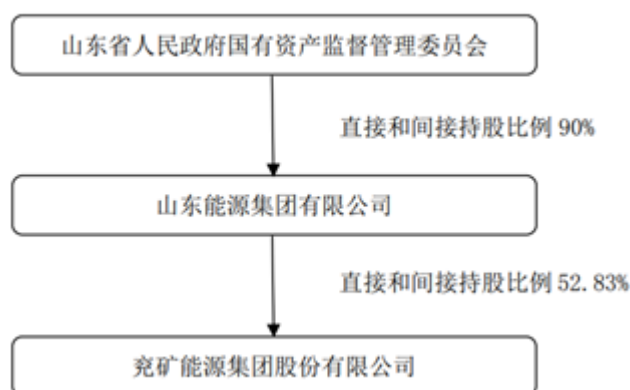 山东省人民政府国有资产监督管理委员会
直接和间接持股比例 90%
山东能源集团有限公司
直接和间接持股比例 52.83%
兖矿能源集团股份有限公司